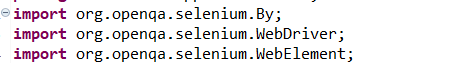 import org.openqa.selenium.By;
import org.openqa.selenium.WebDriver;
import org.openqa.selenium.WebElement;